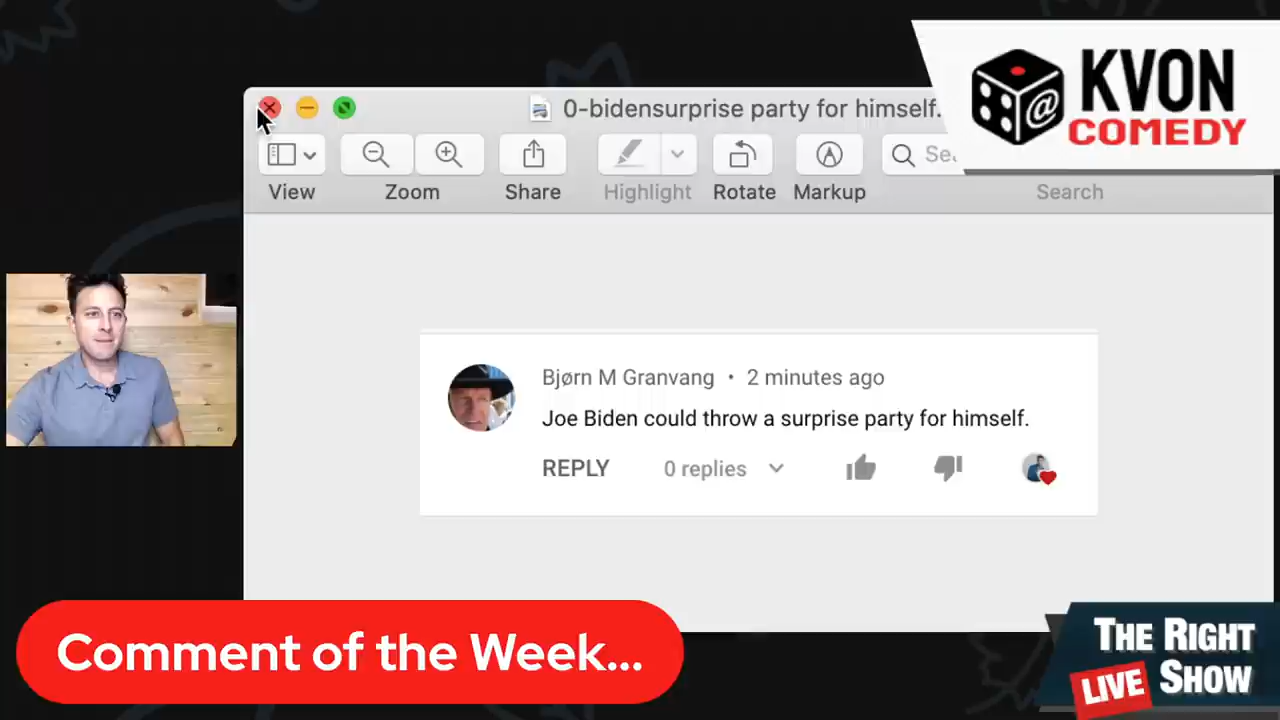 0-bidensurprise party for himself.
KVON
COMEDY
@
View
Zoom
Share
Highlight
Rotate
Markup
Search
Joe Biden could throw a surprise party for himself.
Bjørn M Granvang • 2 minutes ago
REPLY
0 replies
Comment of the Week...
THE RIGHT
LIVE SHOW